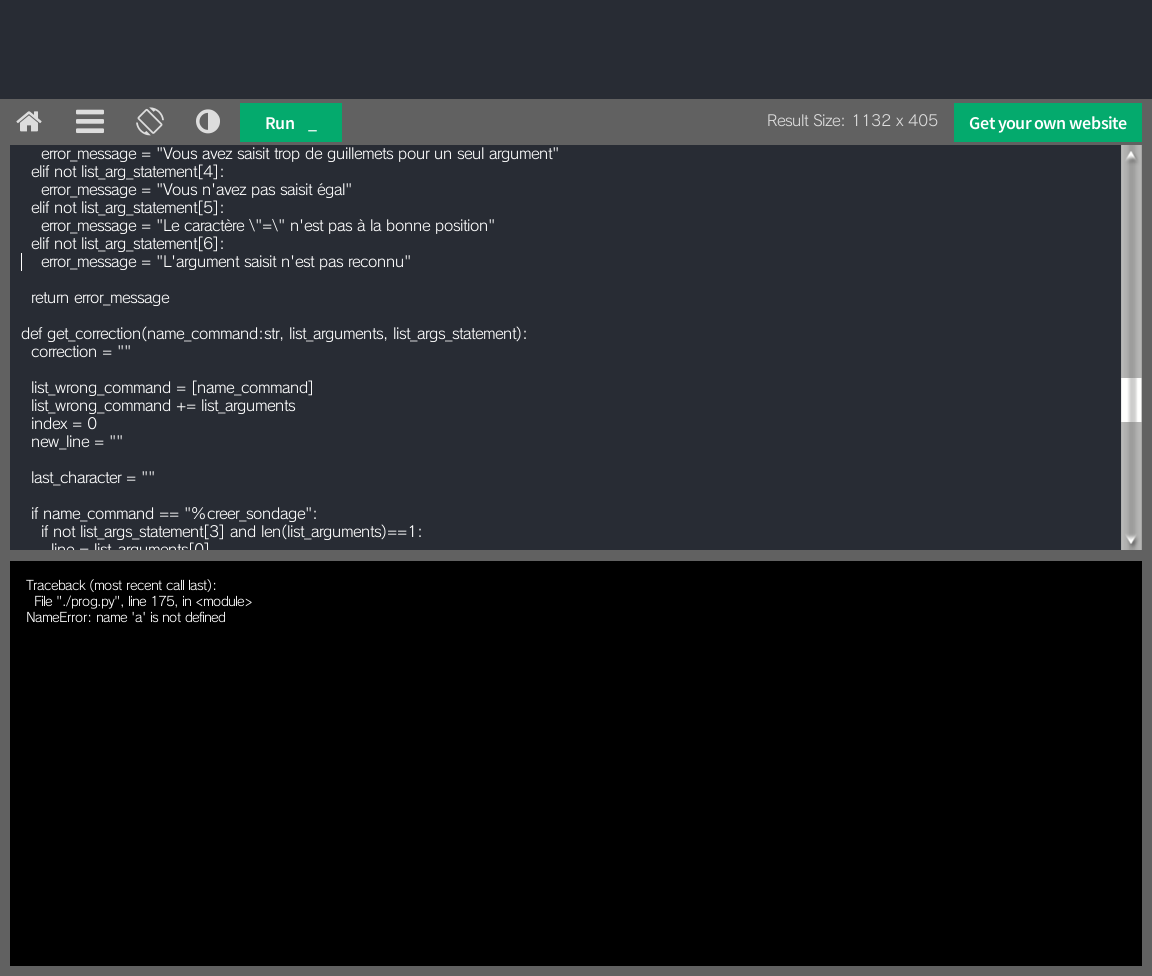 Run _
Result Size: 1132 x 405
Get your own website
error_message = "Vous avez saisit trop de guillemets pour un seul argument"
elif not list_arg_statement[4]:
error_message = "Vous n'avez pas saisit égal"
elif not list_arg_statement[5]:
error_message = "Le caractère \"=\" n'est pas à la bonne position"
elif not list_arg_statement[6]:
error_message = "L'argument saisit n'est pas reconnu"
return error_message
def get_correction(name_command:str, list_arguments, list_args_statement):
correction = ""
list_wrong_command = [name_command]
list_wrong_command += list_arguments
index = 0
new_line = ""
last_character = ""
if name_command == "%creer_sondage":
if not list_args_statement[3] and len(list_arguments)==1:
line = list_arguments[0]
Traceback (most recent call last):
File "./prog.py", line 175, in <module>
NameError: name 'a' is not defined